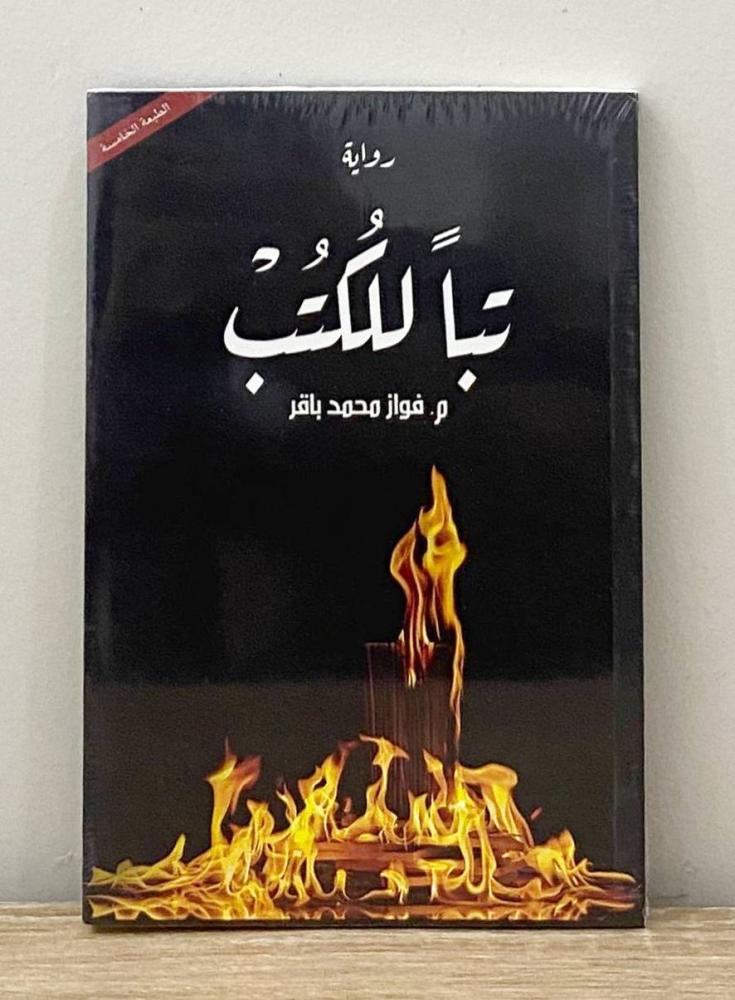 الطبعة الخامسة
رواية
تباً للكُتُبْ
م. فواز محمد باقر